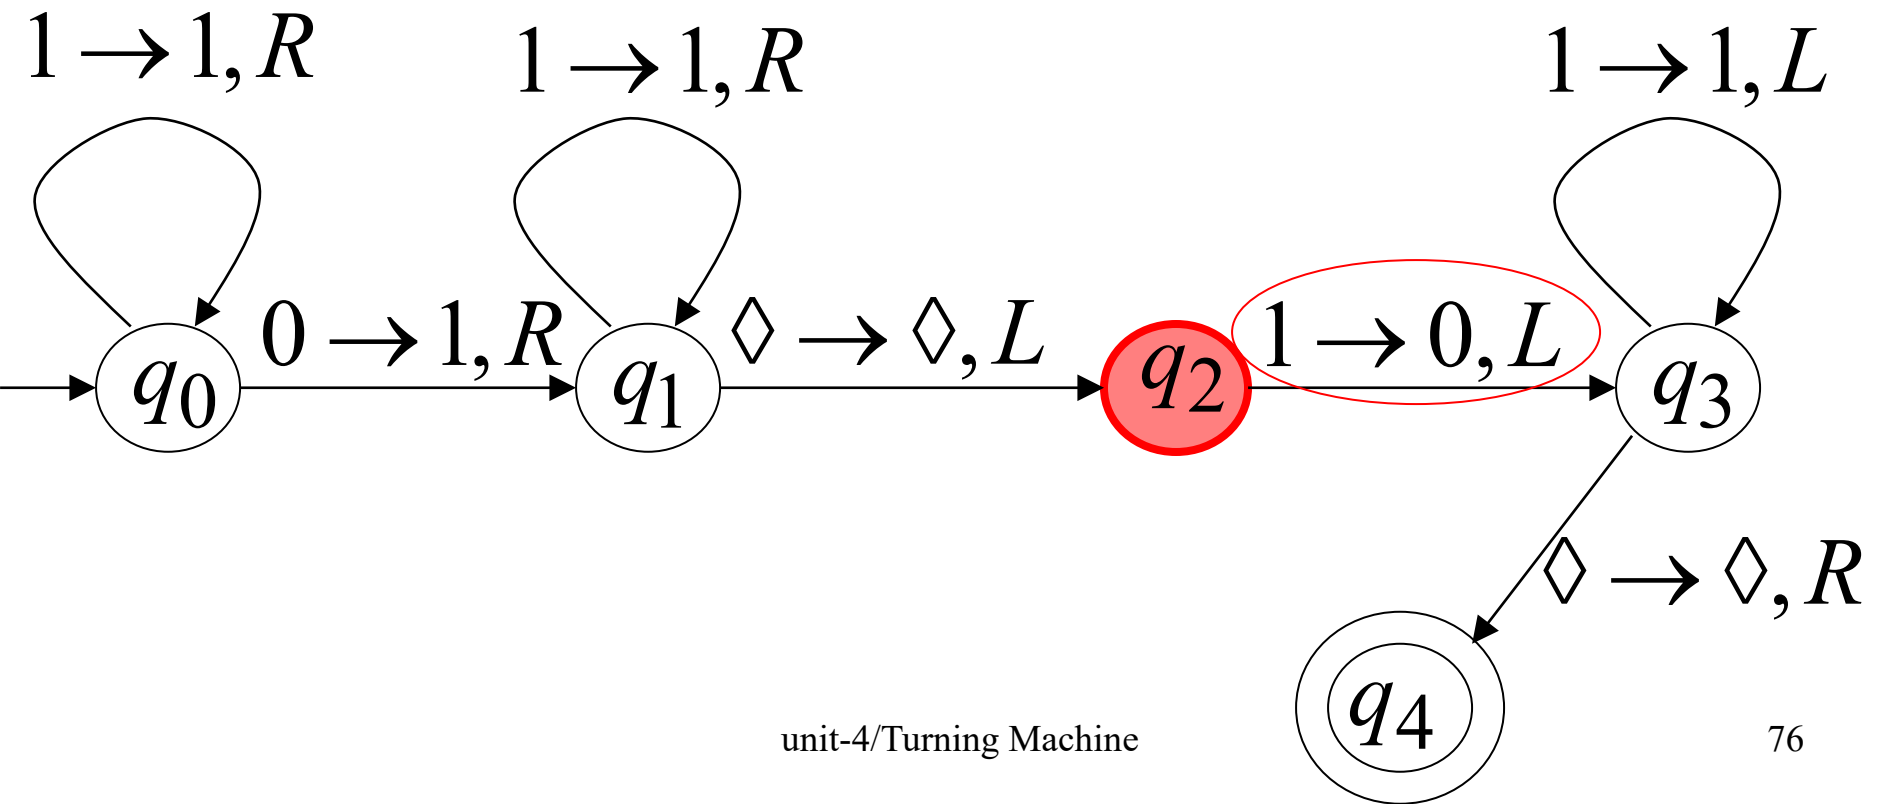 1 → 1, R
1 → 1, R
1 → 1, L
0 → 1, R
◊ → ◊, L
1 → 0, L
q0
q1
q2
q3
◊ → ◊, R
q4
unit-4/Turning Machine
76